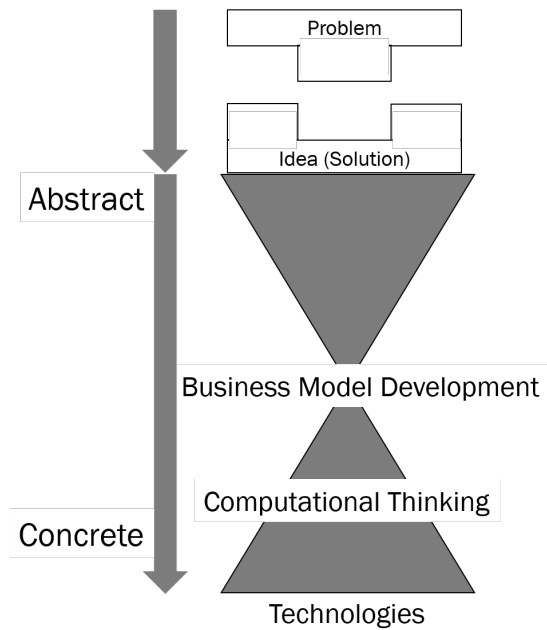 Problem
Idea (Solution)
Abstract
Business Model Development
Computational Thinking
Concrete
Technologies